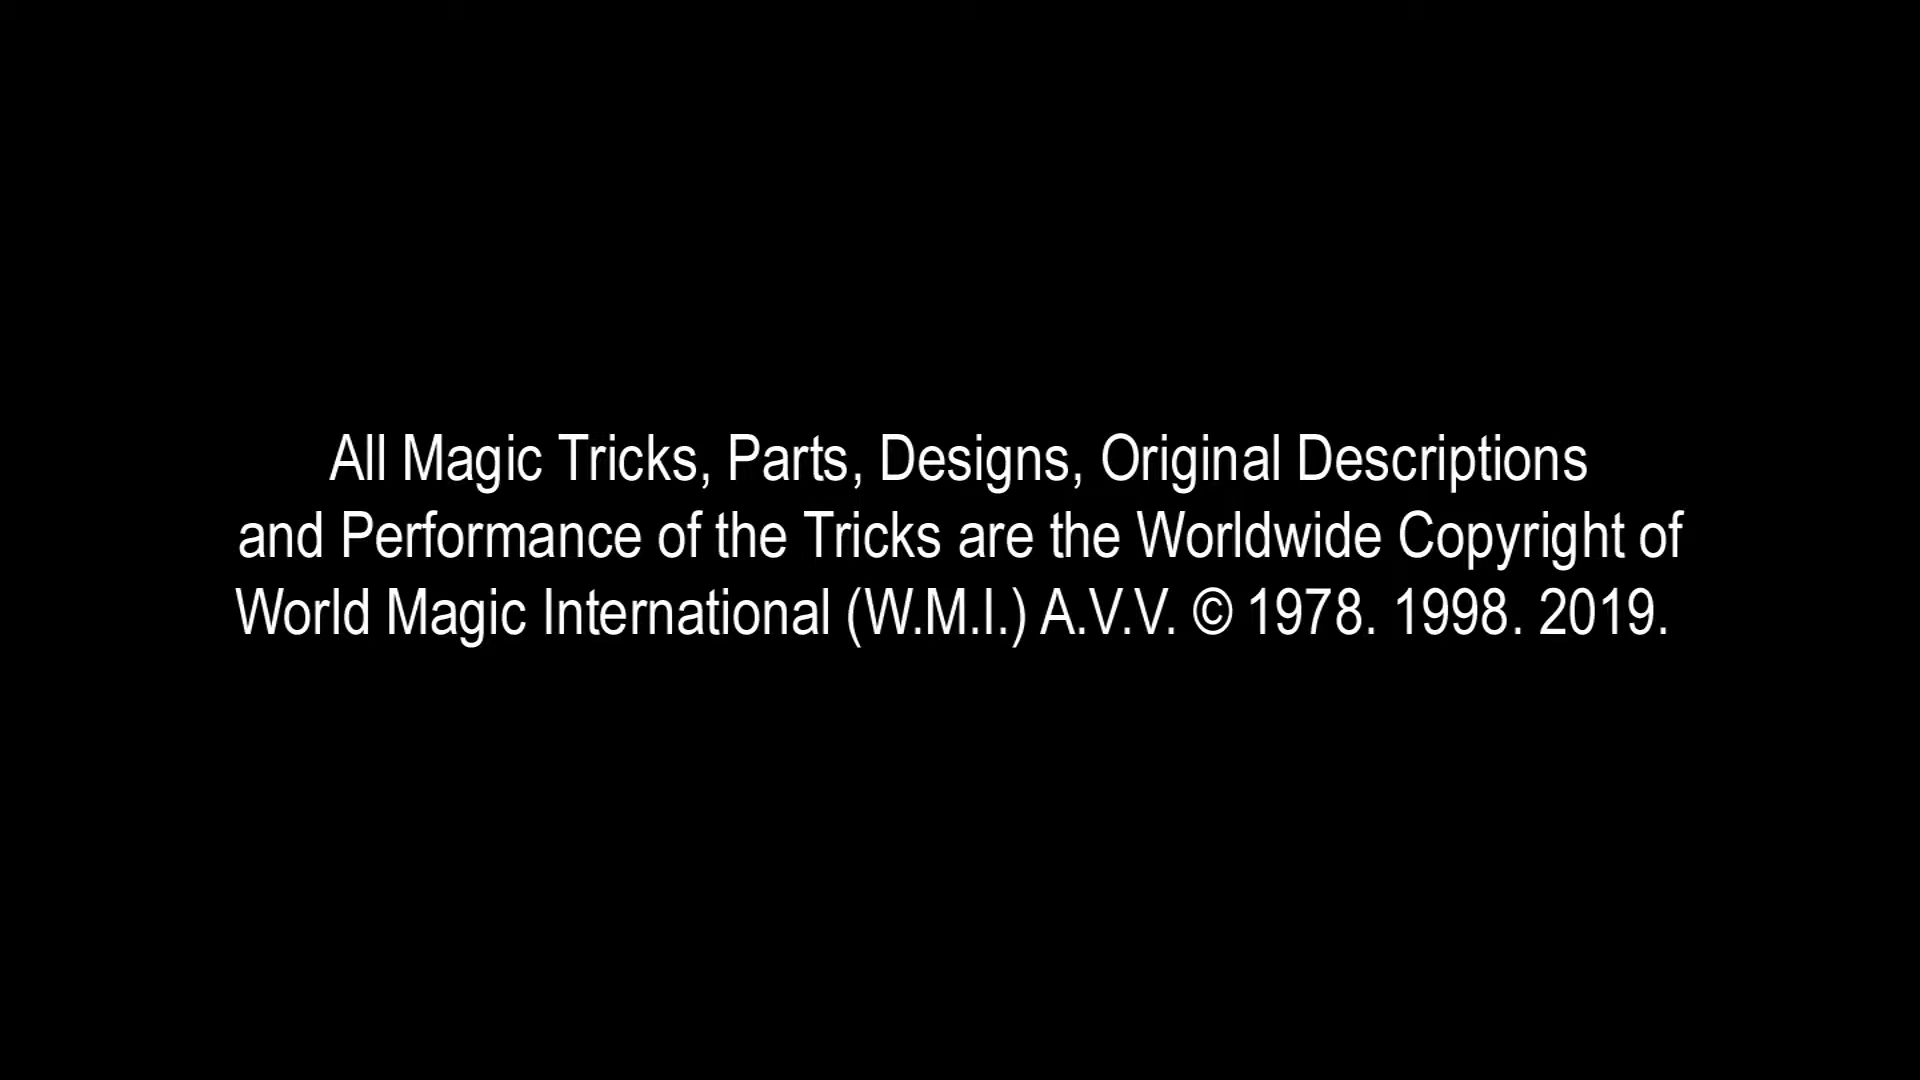 All Magic Tricks, Parts, Designs, Original Descriptions
and Performance of the Tricks are the Worldwide Copyright of
World Magic International (W.M.I.) A.V.V. © 1978. 1998. 2019.